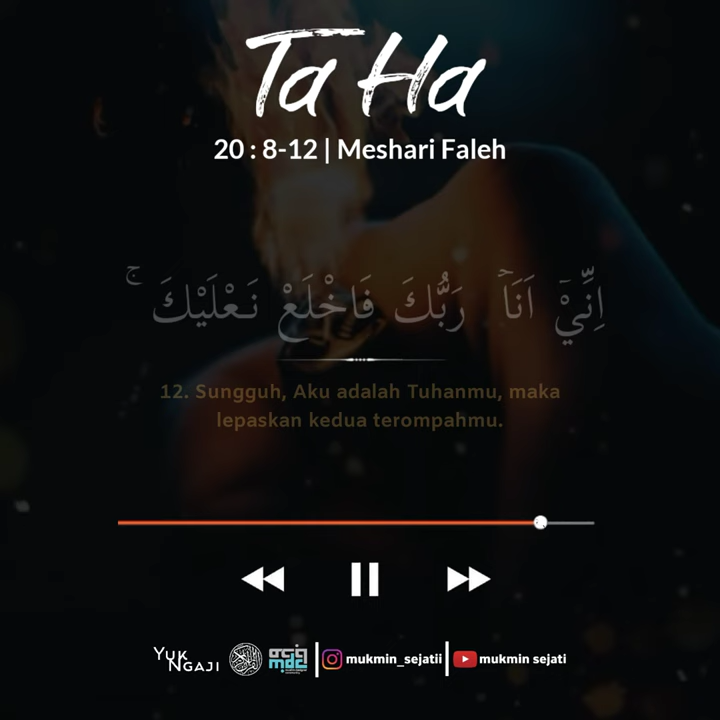 Ta Ha
20 : 8-12 | Meshari Faleh
اِنِّيْٓ اَنَا۠ رَبُّكَ فَاخْلَعْ نَعْلَيْكَ ۚ
12. Sungguh, Aku adalah Tuhanmu, maka
lepaskan kedua terompahmu.
YUK NGAJI mdc mukmin_sejatii mukmin sejati